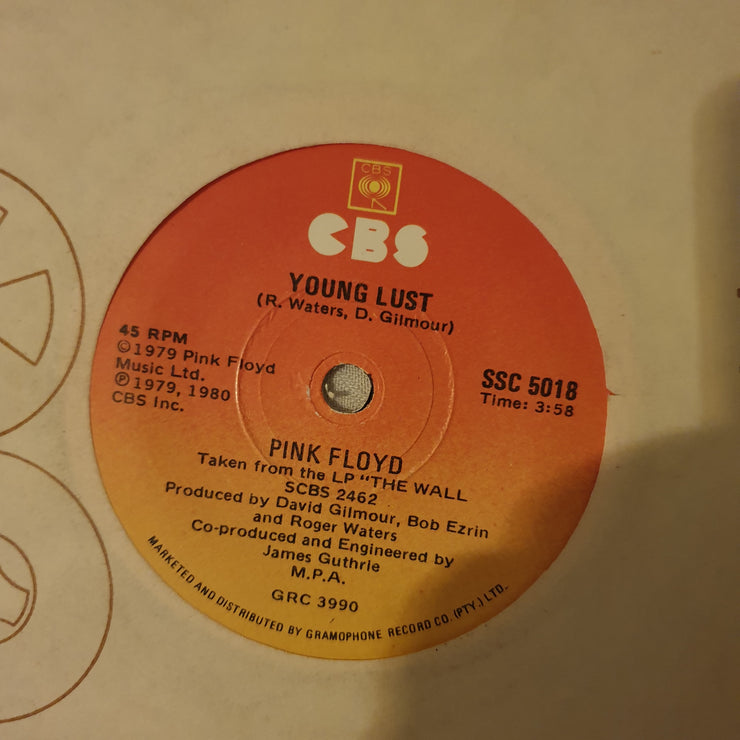 CBS
CBS
YOUNG LUST
(R. Waters, D. Gilmour)
45 RPM
©1979 Pink Floyd
Music Ltd.
℗ 1979, 1980
CBS Inc.
SSC 5018
Time: 3:58
PINK FLOYD
Taken from the LP "THE WALL
SCBS 2462
Produced by David Gilmour, Bob Ezrin
and Roger Waters
Co-produced and Engineered by
James Guthrie
M.P.A.
GRC 3990
MARKETED AND DISTRIBUTED BY GRAMOPHONE RECORD CO. (PTY.) LTD.